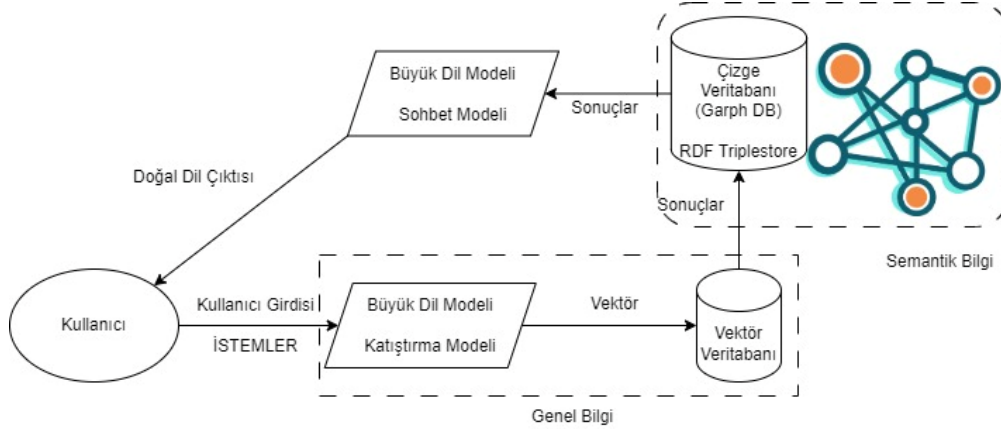 Büyük Dil Modeli
Sohbet Modeli
Sonuçlar
Çizge
Veritabanı
(Garph DB)
RDF Triplestore
Doğal Dil Çıktısı
Sonuçlar
Semantik Bilgi
Kullanıcı
Kullanıcı Girdisi
İSTEMLER
Büyük Dil Modeli
Katıştırma Modeli
Vektör
Vektör
Veritabanı
Genel Bilgi